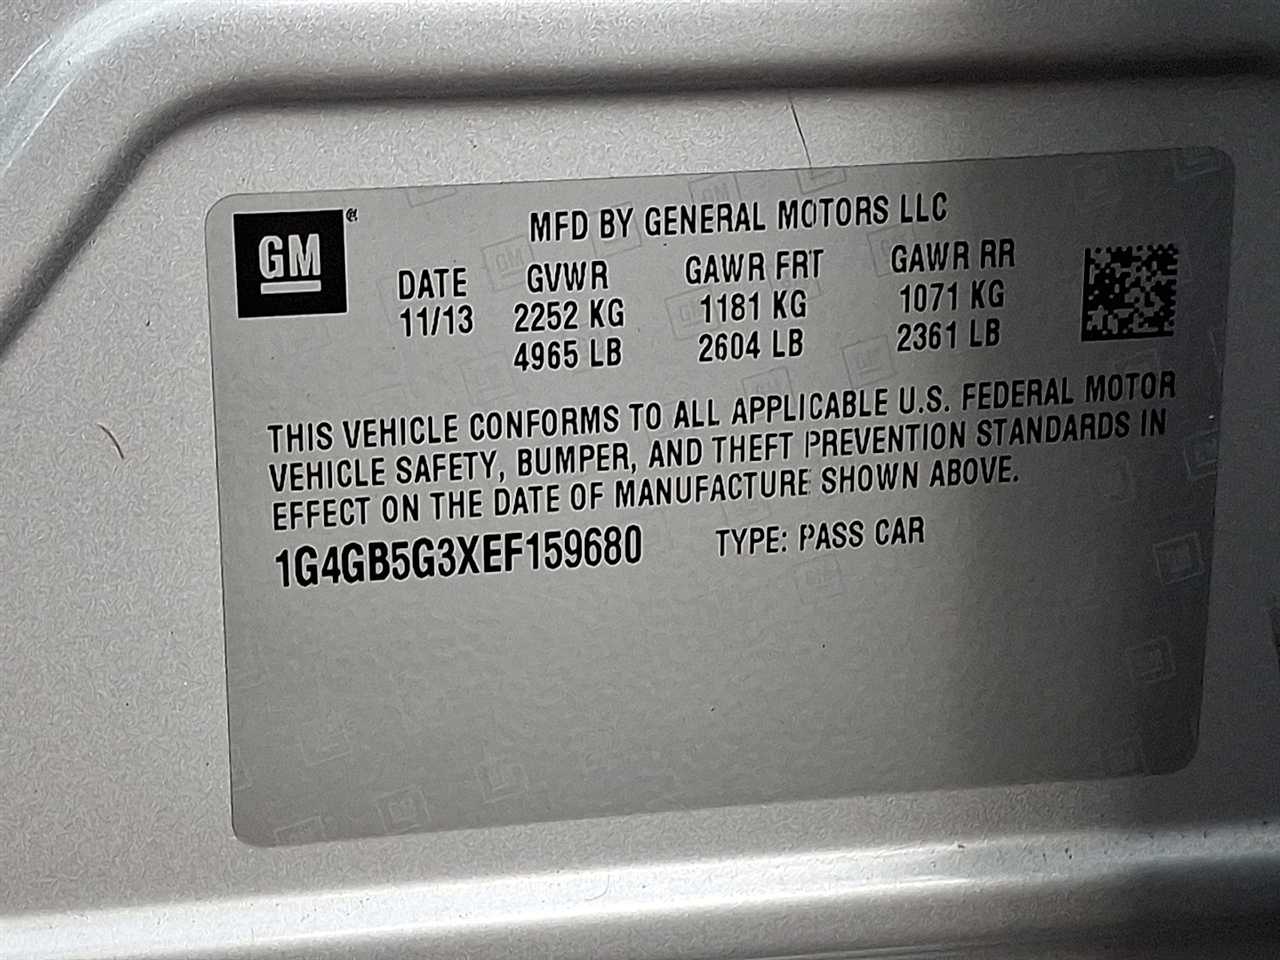 GM®
MFD BY GENERAL MOTORS LLC
DATE GVWR GAWR FRT GAWR RR
11/13 2252 KG 1181 KG 1071 KG
4965 LB 2604 LB 2361 LB
THIS VEHICLE CONFORMS TO ALL APPLICABLE U.S. FEDERAL MOTOR
VEHICLE SAFETY, BUMPER, AND THEFT PREVENTION STANDARDS IN
EFFECT ON THE DATE OF MANUFACTURE SHOWN ABOVE.
1G4GB5G3XEF159680 TYPE: PASS CAR